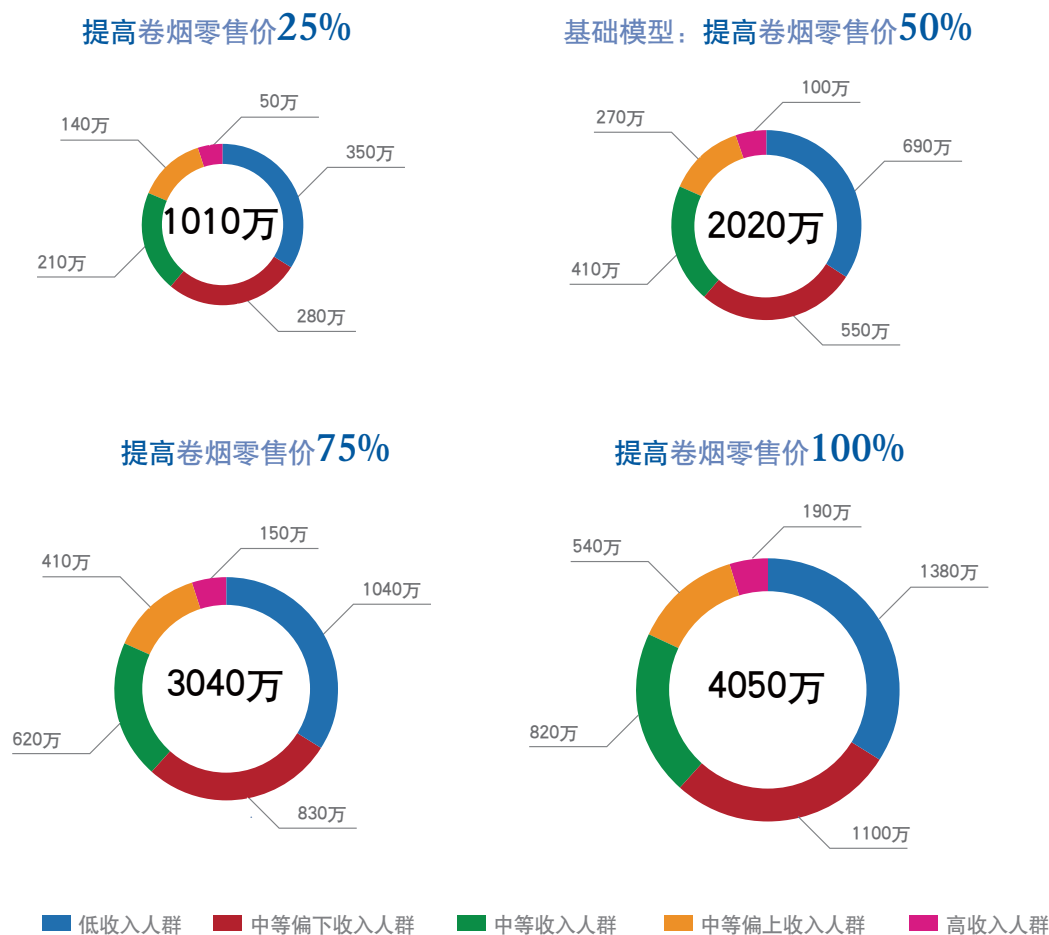 提高卷烟零售价25%
50万
140万
350万
1010万
210万
280万
基础模型：提高卷烟零售价50%
100万
270万
690万
2020万
410万
550万
提高卷烟零售价75%
150万
410万
1040万
3040万
620万
830万
提高卷烟零售价100%
190万
540万
1380万
4050万
820万
1100万
低收入人群 中等偏下收入人群 中等收入人群 中等偏上收入人群 高收入人群